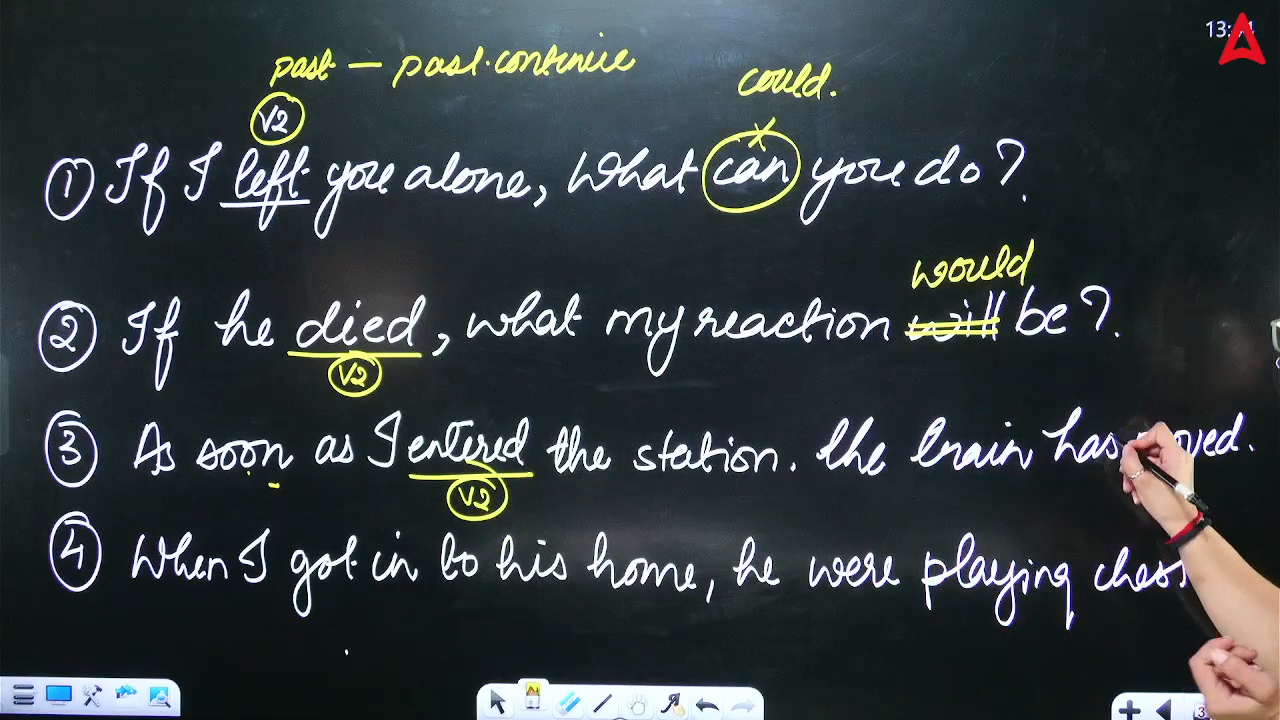 past — past continuie
could.
V2
① If I left you alone, What can you do?
would
② If he died, what my reaction will be?
V2
③ As soon as I entered the station. the train has
V2
④ When I got in to his home, he were playing chess